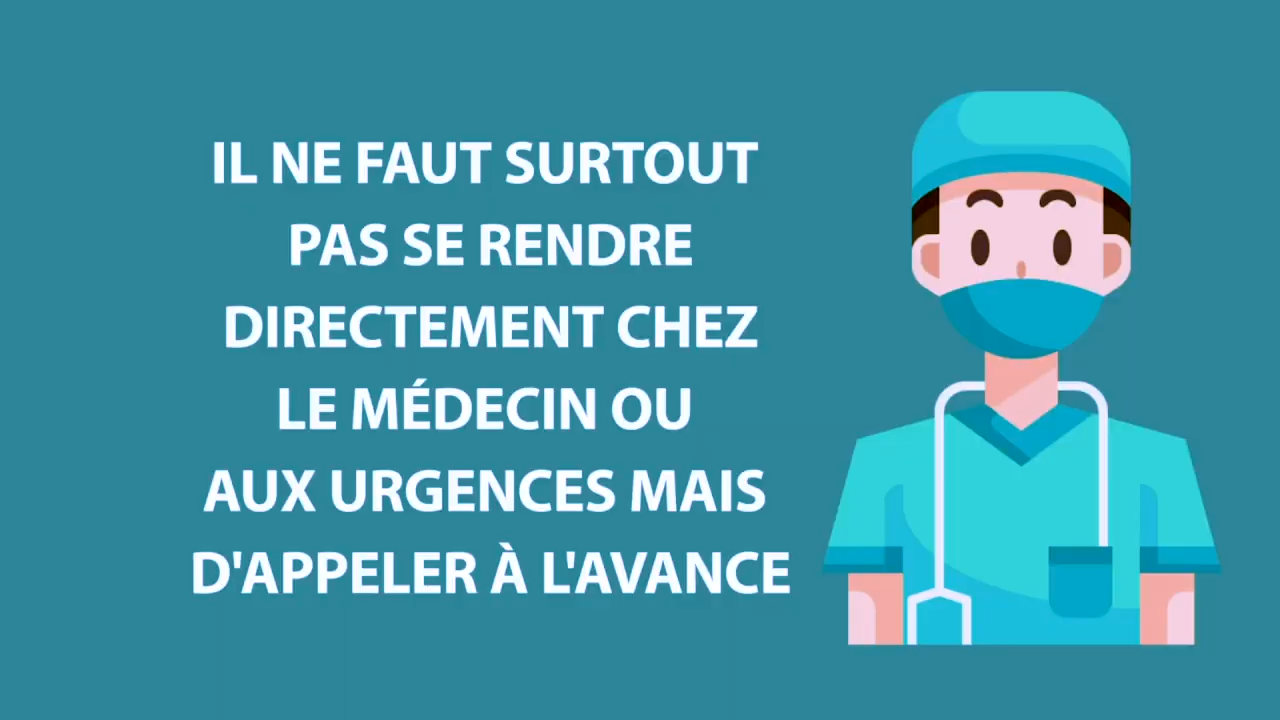 IL NE FAUT SURTOUT
PAS SE RENDRE
DIRECTEMENT CHEZ
LE MÉDECIN OU
AUX URGENCES MAIS
D'APPELER À L'AVANCE